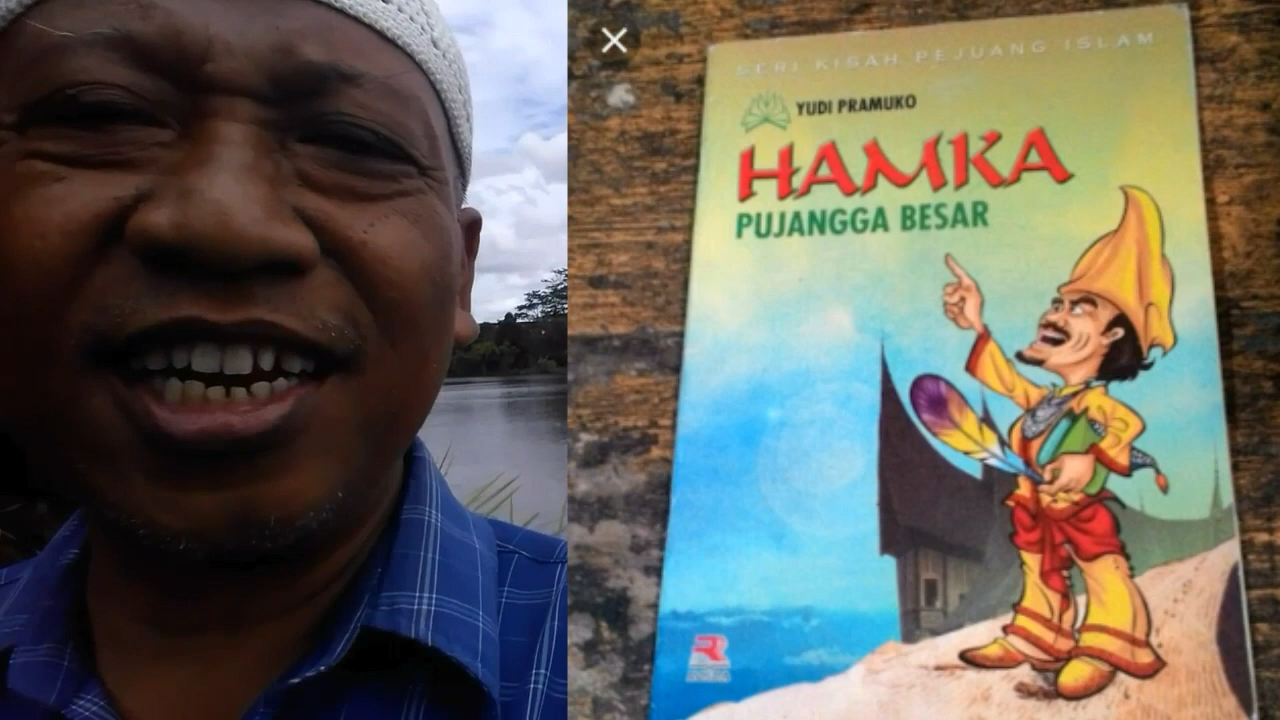 SERI KISAH PEJUANG ISLAM
YUDI PRAMUKO
HAMKA
PUJANGGA BESAR